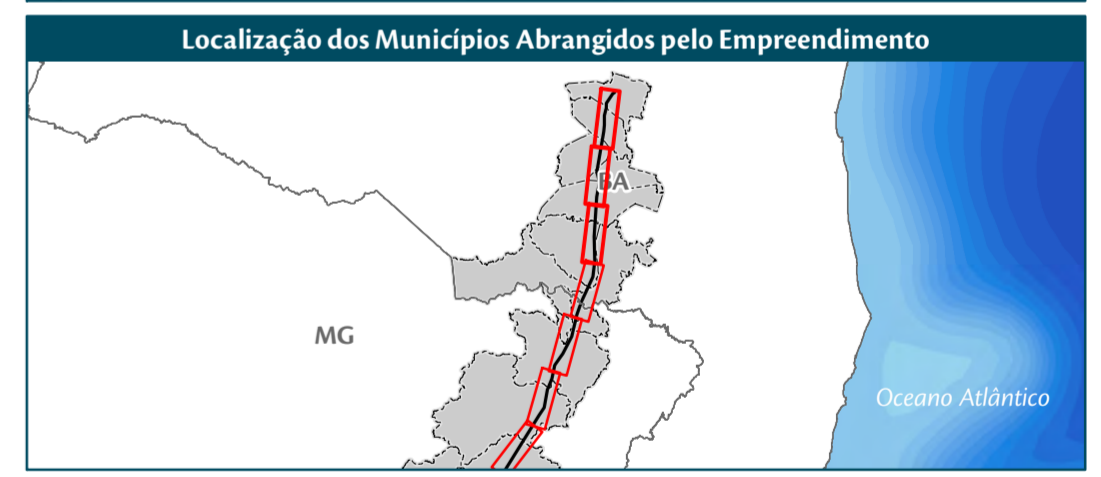 Localização dos Municípios Abrangidos pelo Empreendimento
BA
MG
Oceano Atlântico